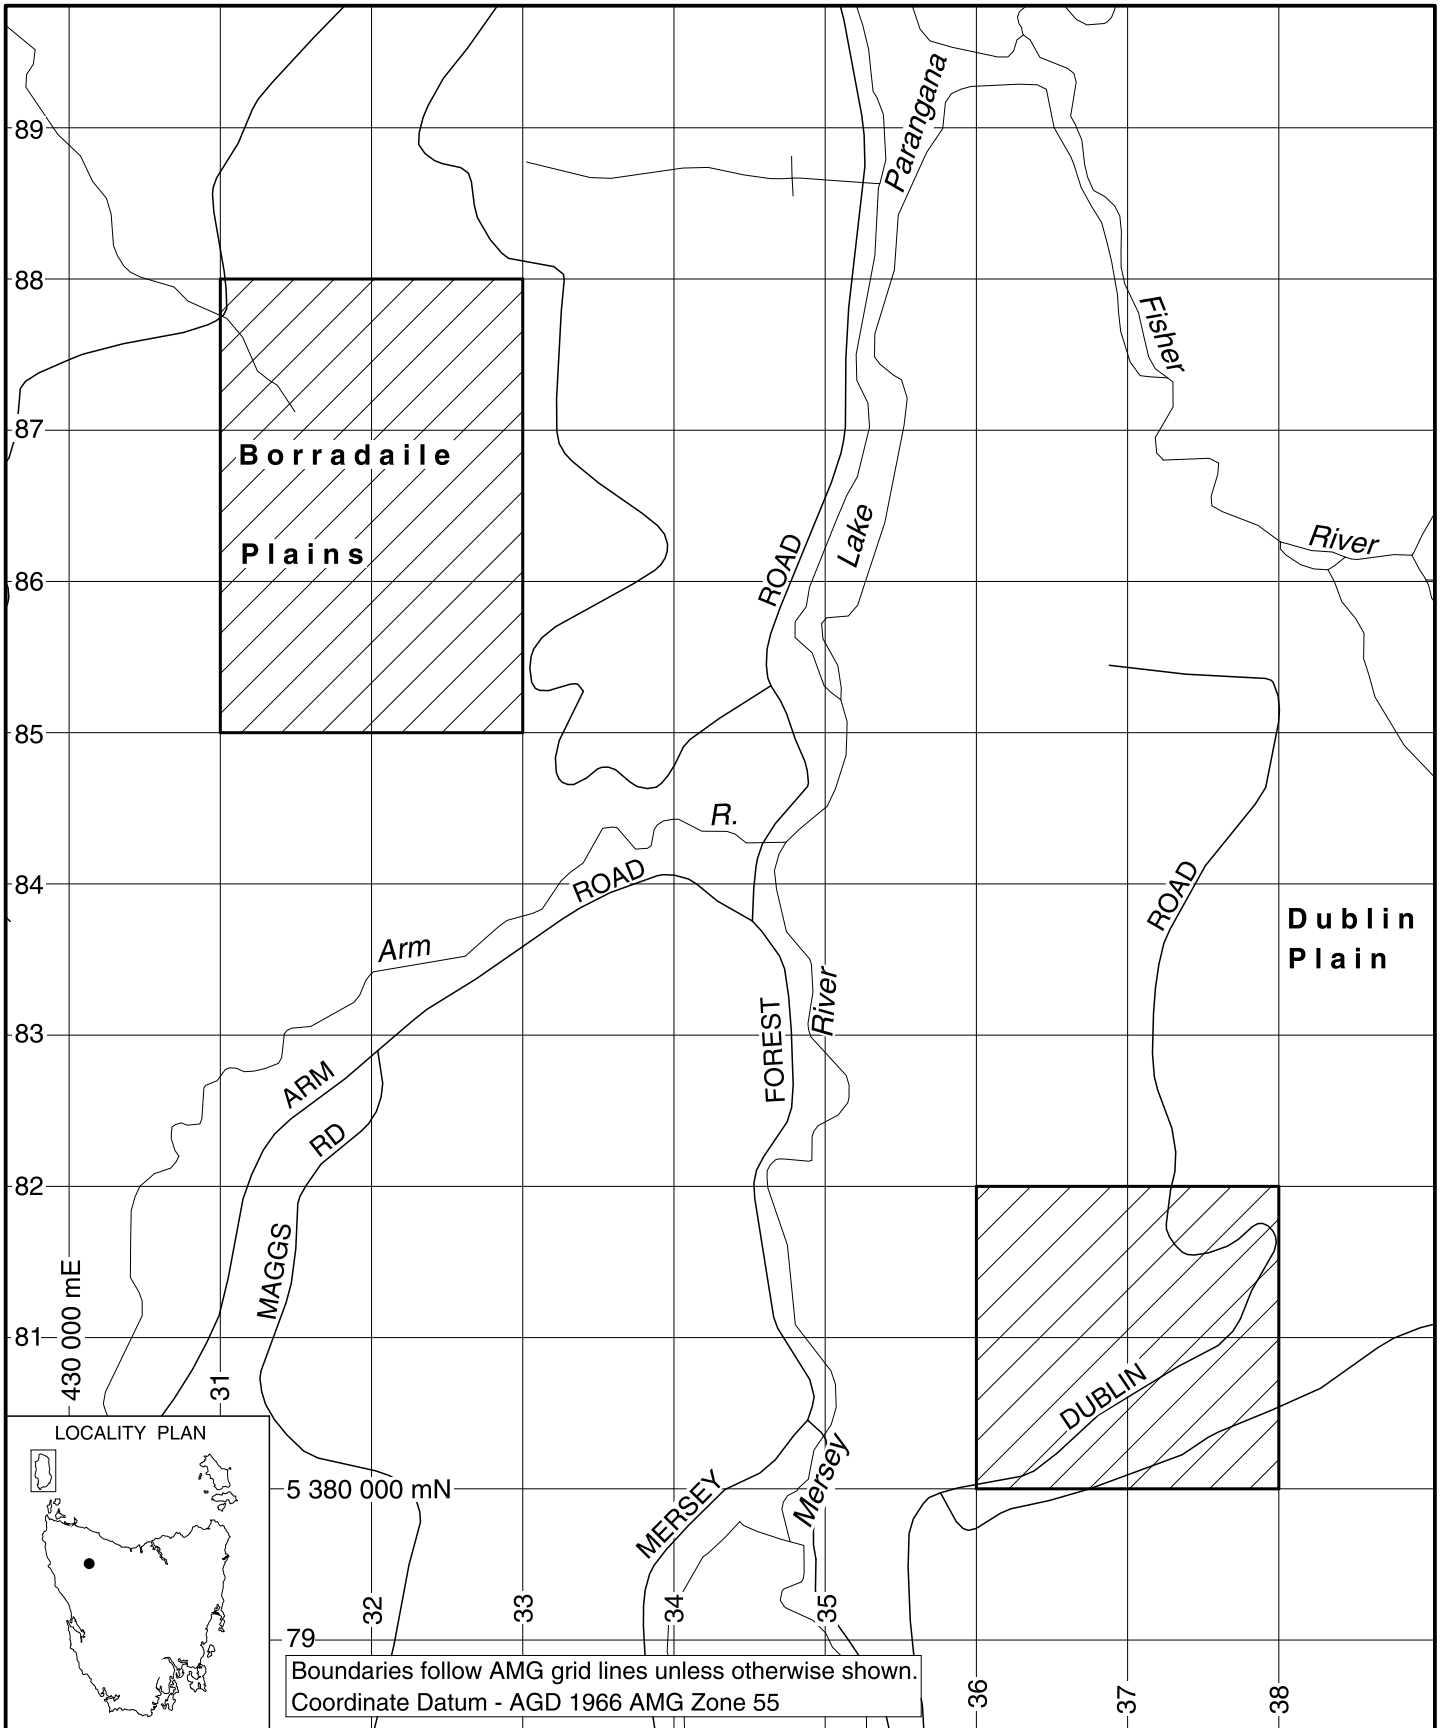 Parangana
89
88
Fisher
87
Borradaile
Plains
Lake
ROAD
River
86
85
R.
ROAD
84
ROAD
Dublin
Plain
Arm
River
FOREST
83
ARM
RD
82
MAGGS
430 000 mE
81
31
DUBLIN
LOCALITY PLAN
5 380 000 mN
MERSEY
Mersey
32
33
34
35
79
36
37
38
Boundaries follow AMG grid lines unless otherwise shown.
Coordinate Datum - AGD 1966 AMG Zone 55